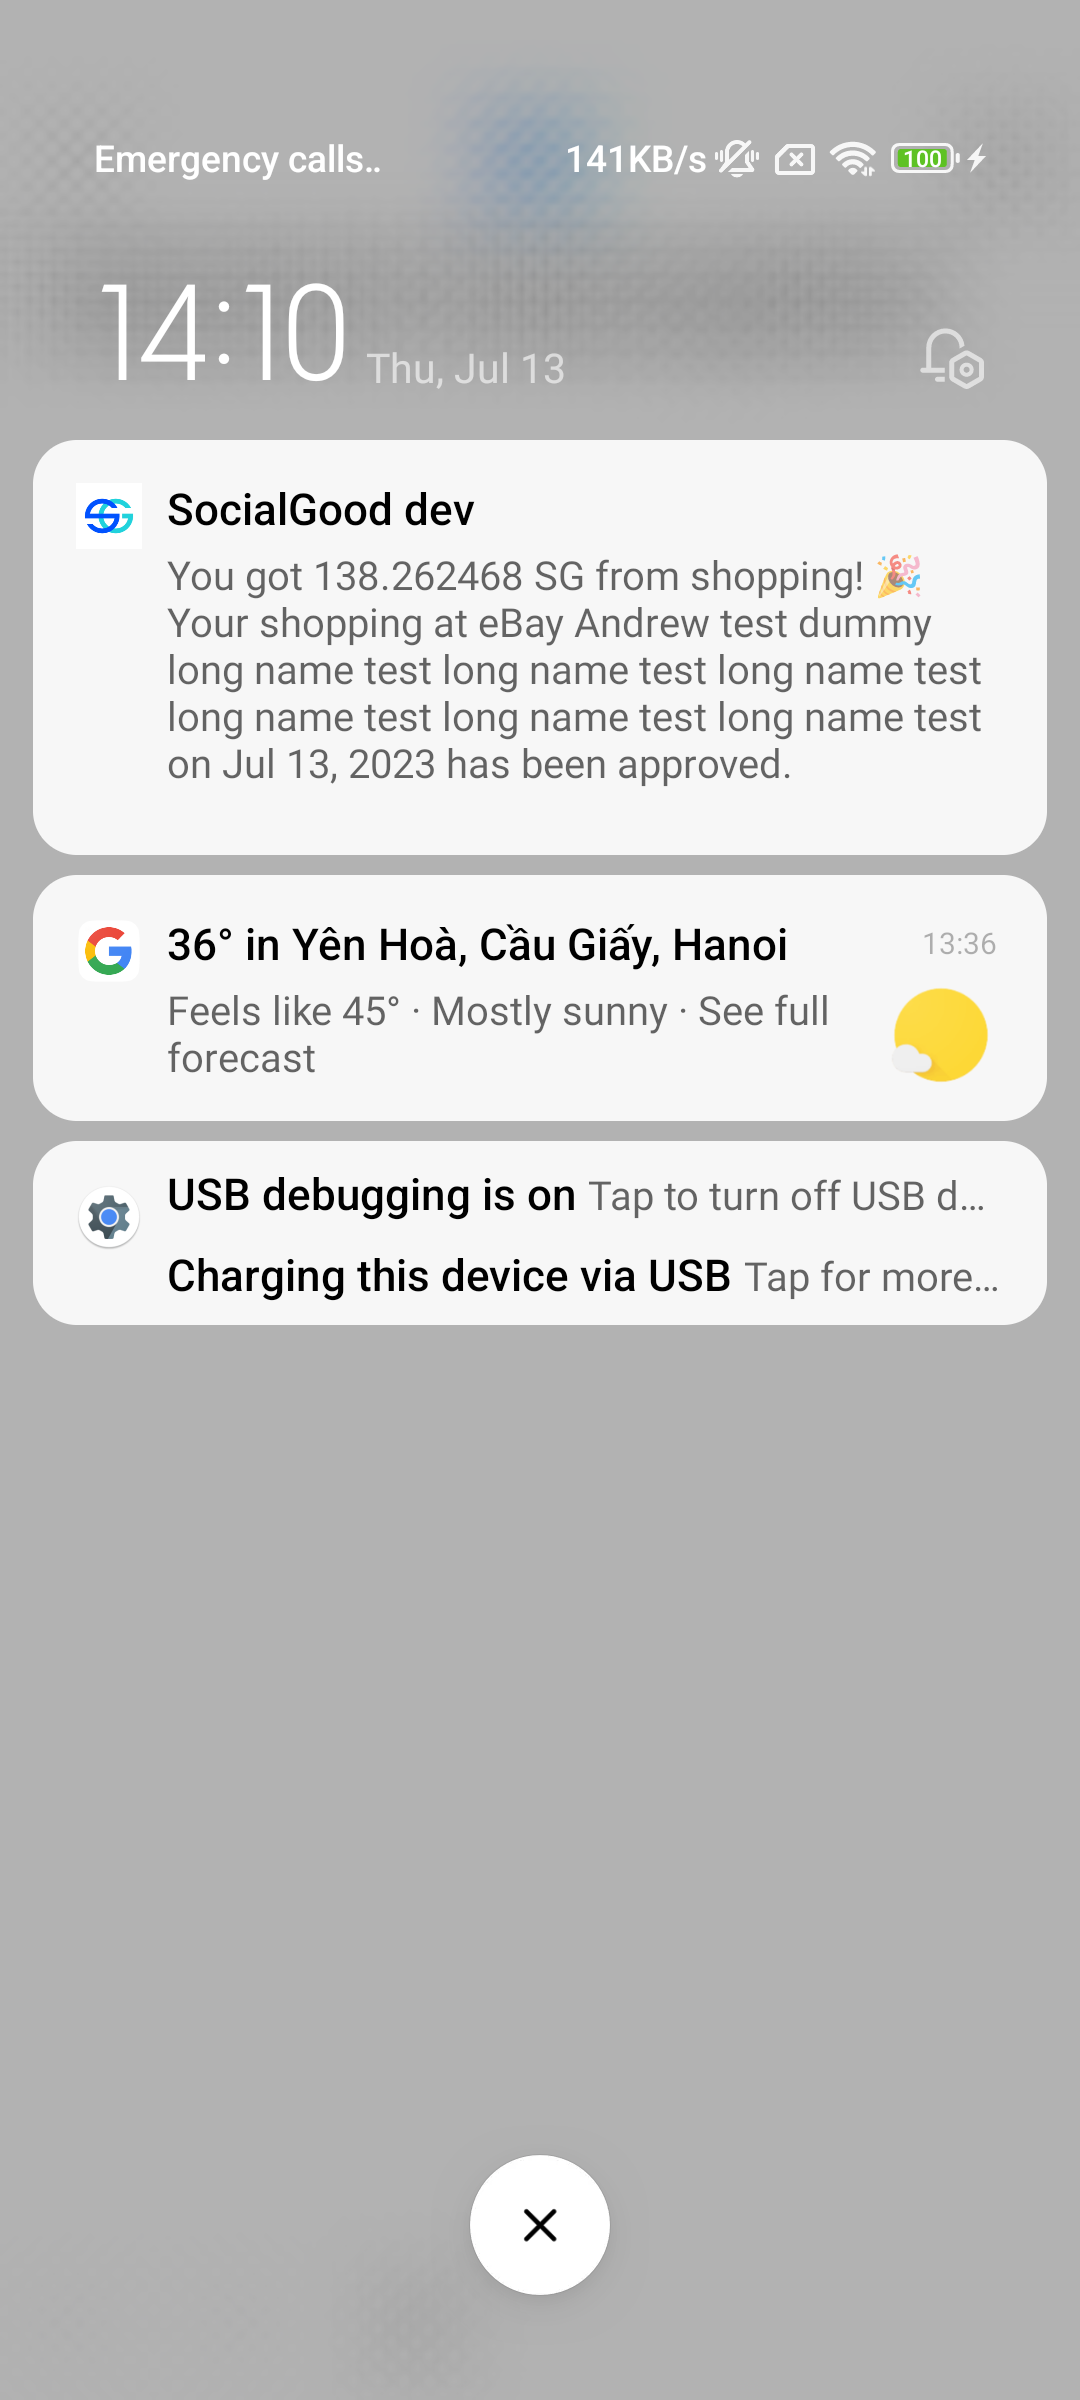 Emergency calls.. 141KB/s 100
14:10 Thu, Jul 13
SocialGood dev
You got 138.262468 SG from shopping! 🎉
Your shopping at eBay Andrew test dummy
long name test long name test long name test
long name test long name test long name test
on Jul 13, 2023 has been approved.
36° in Yên Hoà, Cầu Giấy, Hanoi 13:36
Feels like 45° · Mostly sunny · See full
forecast
USB debugging is on Tap to turn off USB d...
Charging this device via USB Tap for more...